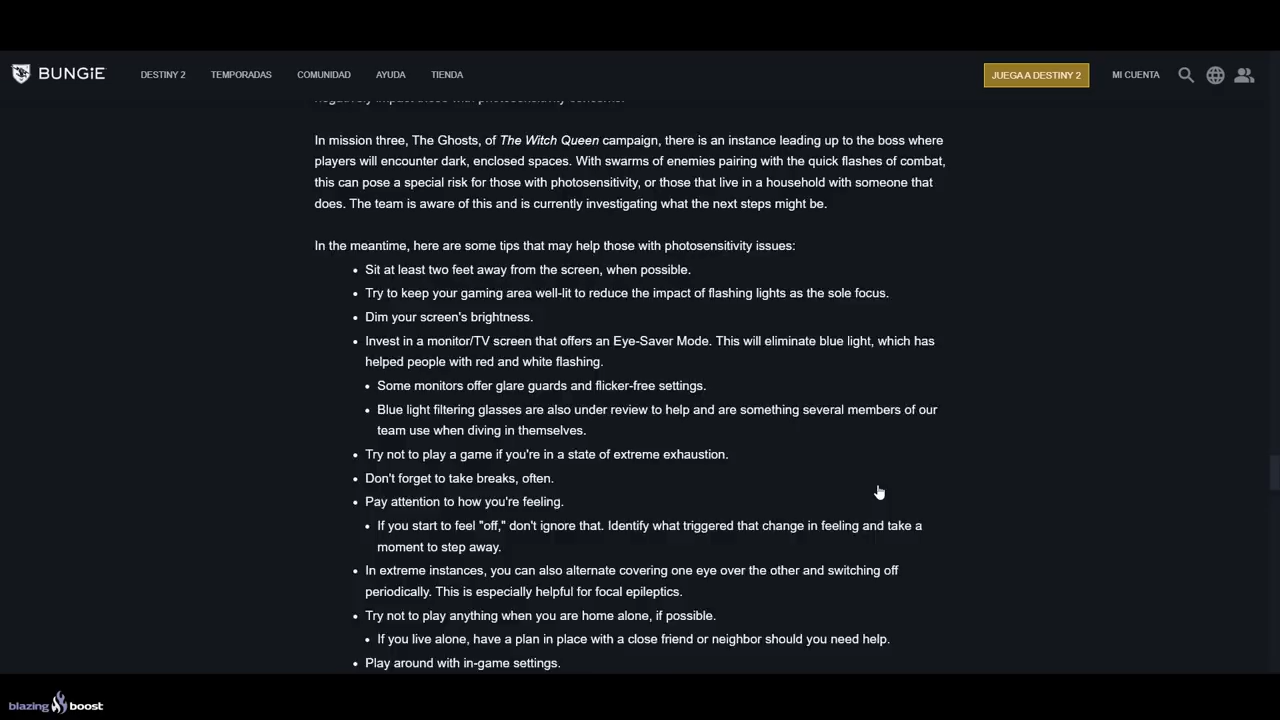 BUNGiE
DESTINY 2
TEMPORADAS
COMUNIDAD
AYUDA
TIENDA
JUEGA A DESTINY 2
MI CUENTA
negatively impact those with photosensitivity concerns.
In mission three, The Ghosts, of The Witch Queen campaign, there is an instance leading up to the boss where
players will encounter dark, enclosed spaces. With swarms of enemies pairing with the quick flashes of combat,
this can pose a special risk for those with photosensitivity, or those that live in a household with someone that
does. The team is aware of this and is currently investigating what the next steps might be.
In the meantime, here are some tips that may help those with photosensitivity issues:
• Sit at least two feet away from the screen, when possible.
• Try to keep your gaming area well-lit to reduce the impact of flashing lights as the sole focus.
• Dim your screen's brightness.
• Invest in a monitor/TV screen that offers an Eye-Saver Mode. This will eliminate blue light, which has
helped people with red and white flashing.
• Some monitors offer glare guards and flicker-free settings.
• Blue light filtering glasses are also under review to help and are something several members of our
team use when diving in themselves.
• Try not to play a game if you're in a state of extreme exhaustion.
• Don't forget to take breaks, often.
• Pay attention to how you're feeling.
• If you start to feel "off," don't ignore that. Identify what triggered that change in feeling and take a
moment to step away.
• In extreme instances, you can also alternate covering one eye over the other and switching off
periodically. This is especially helpful for focal epileptics.
• Try not to play anything when you are home alone, if possible.
• If you live alone, have a plan in place with a close friend or neighbor should you need help.
• Play around with in-game settings.
blazing boost